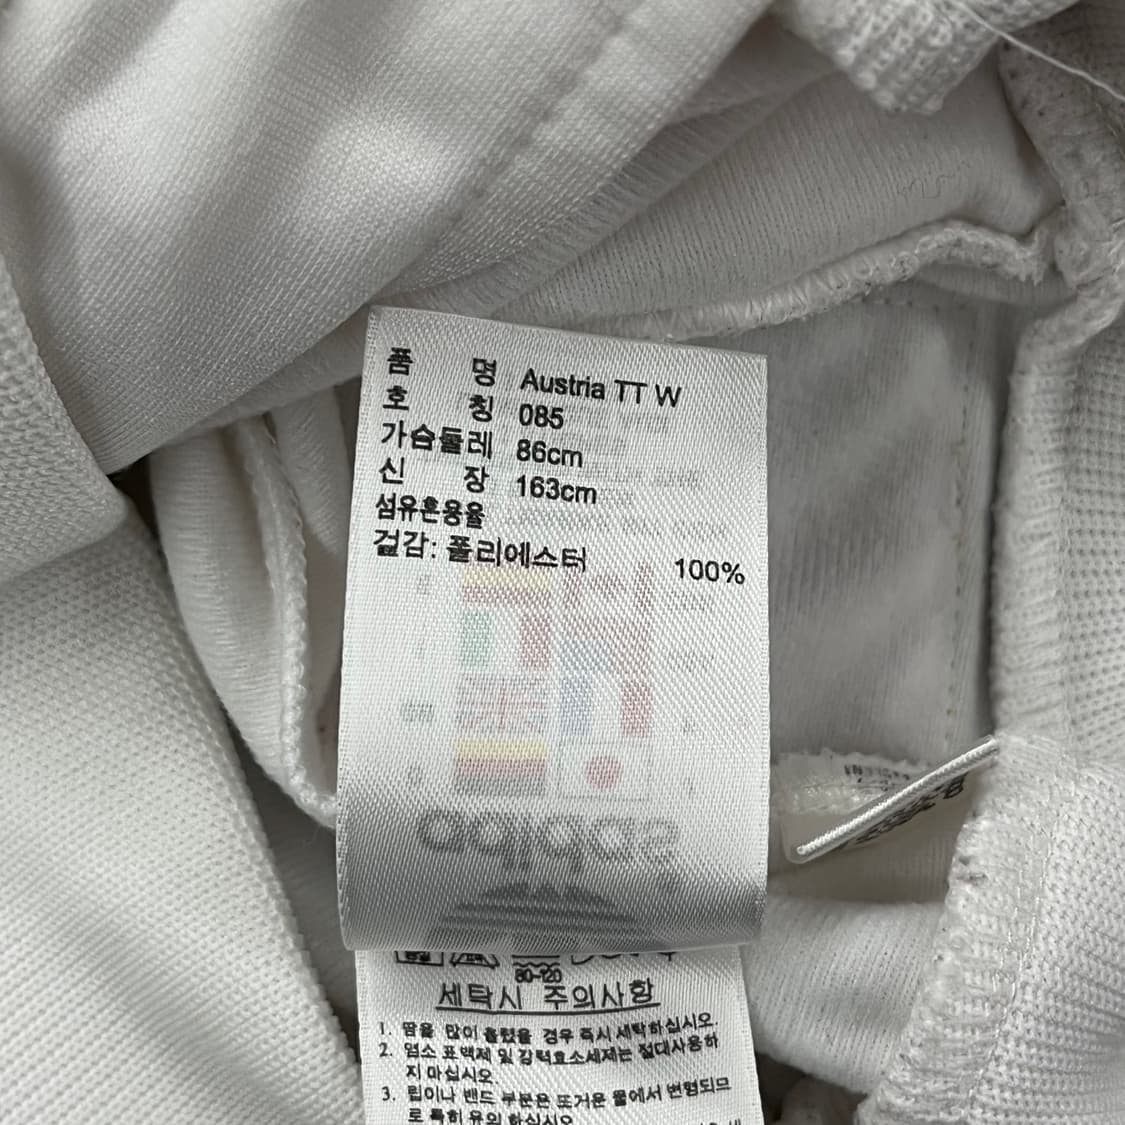 품 명 Austria TT W
호 칭 085
가슴둘레 86cm
신 장 163cm
섬유혼용율
겉감: 폴리에스터 100%
adidas
80-120
세탁시 주의사항
1. 땀을 많이 흘렸을 경우 즉시 세탁하십시오.
2. 염소 표백제 및 강력효소세제는 절대사용하
지 마십시오.
3. 립이나 밴드 부분은 또거운 물에서 변형되므
로 특히 유의 하십시오